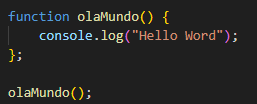 function olaMundo() {
    console.log("Hello Word");
};

olaMundo();